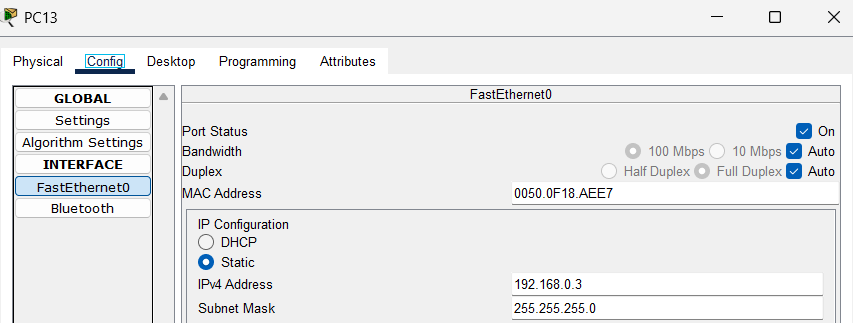 PC13
Physical Config Desktop Programming Attributes
GLOBAL
Settings
Algorithm Settings
INTERFACE
FastEthernet0
Bluetooth
FastEthernet0
Port Status On
Bandwidth 100 Mbps 10 Mbps Auto
Duplex Half Duplex Full Duplex Auto
MAC Address 0050.0F18.AEE7
IP Configuration
DHCP
Static
IPv4 Address 192.168.0.3
Subnet Mask 255.255.255.0